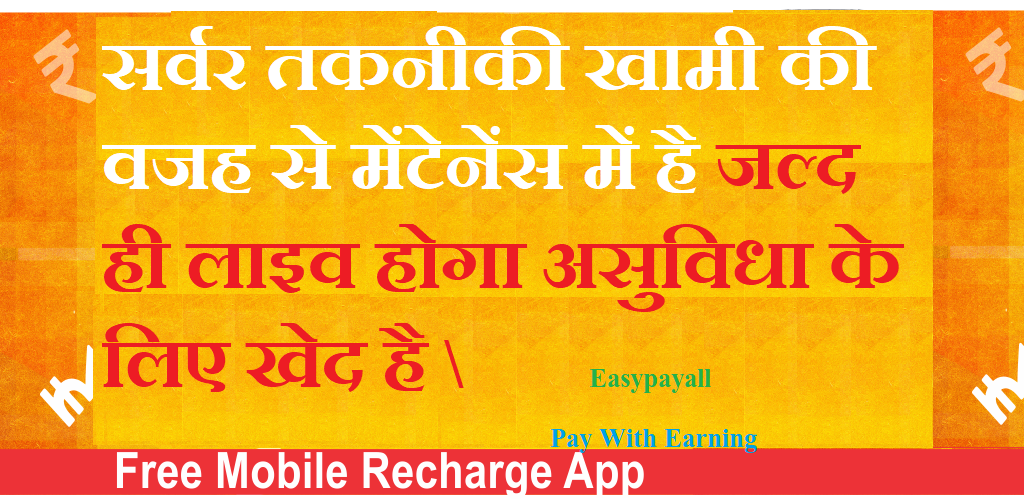 सर्वर तकनीकी खामी की
वजह से मेंटेनेंस में है जल्द
ही लाइव होगा असुविधा के
लिए खेद है \
Easypayall
Pay With Earning
Free Mobile Recharge App